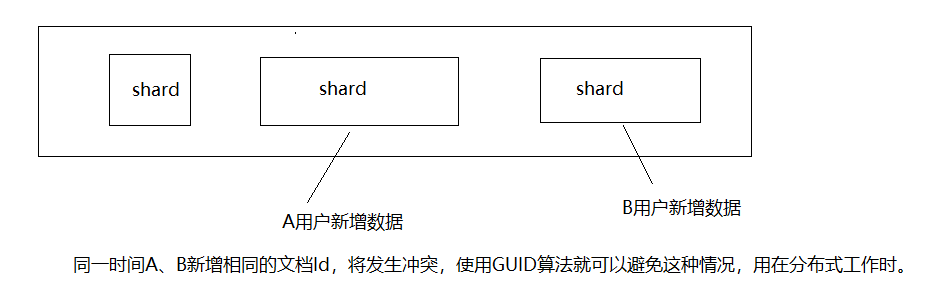 shard
shard
shard
A用户新增数据
B用户新增数据
同一时间A、B新增相同的文档Id，将发生冲突，使用GUID算法就可以避免这种情况，用在分布式工作时。